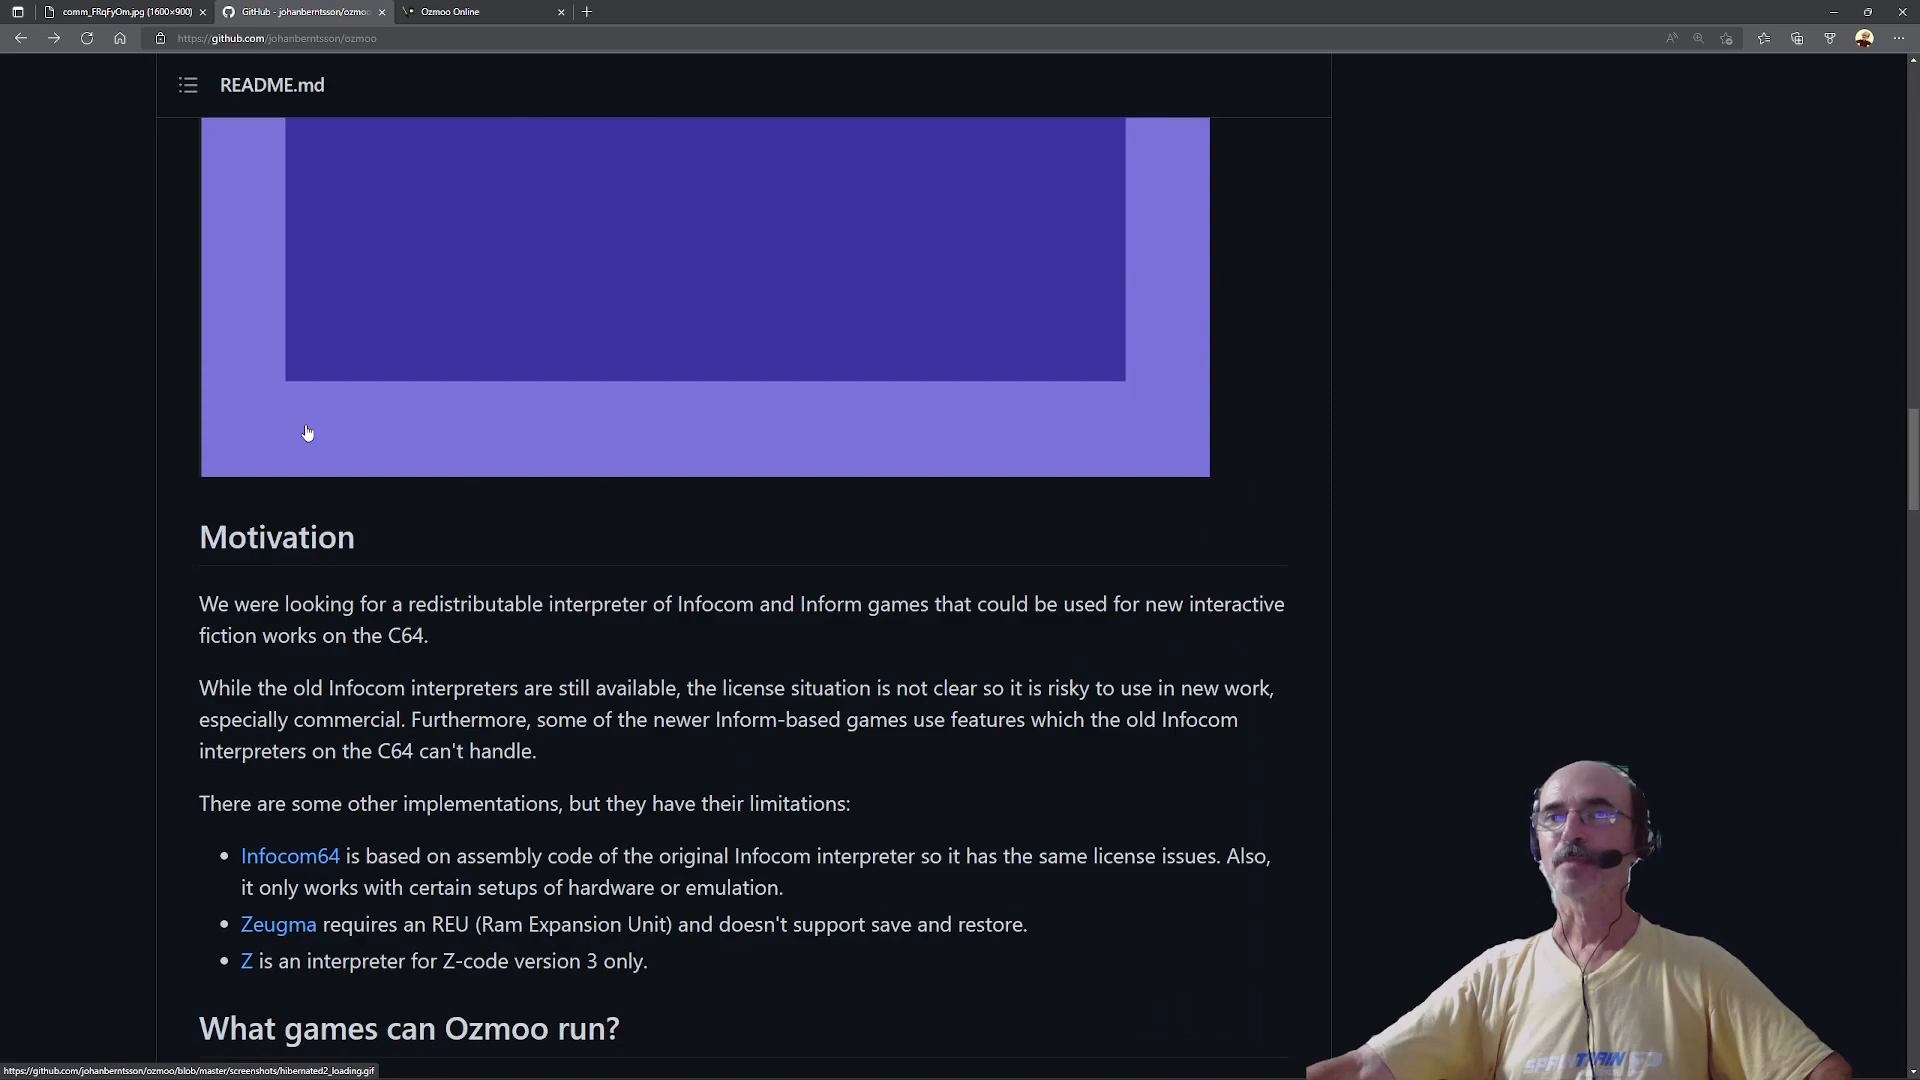 comm_FRqFyOm.jpg (1600×900)
GitHub - johanberntsson/ozmoo
Ozmoo Online
https://github.com/johanberntsson/ozmoo
README.md
Motivation
We were looking for a redistributable interpreter of Infocom and Inform games that could be used for new interactive
fiction works on the C64.
While the old Infocom interpreters are still available, the license situation is not clear so it is risky to use in new work,
especially commercial. Furthermore, some of the newer Inform-based games use features which the old Infocom
interpreters on the C64 can't handle.
There are some other implementations, but they have their limitations:
• Infocom64 is based on assembly code of the original Infocom interpreter so it has the same license issues. Also,
it only works with certain setups of hardware or emulation.
• Zeugma requires an REU (Ram Expansion Unit) and doesn't support save and restore.
• Z is an interpreter for Z-code version 3 only.
What games can Ozmoo run?
https://github.com/johanberntsson/ozmoo/blob/master/screenshots/hibernated2_loading.gif